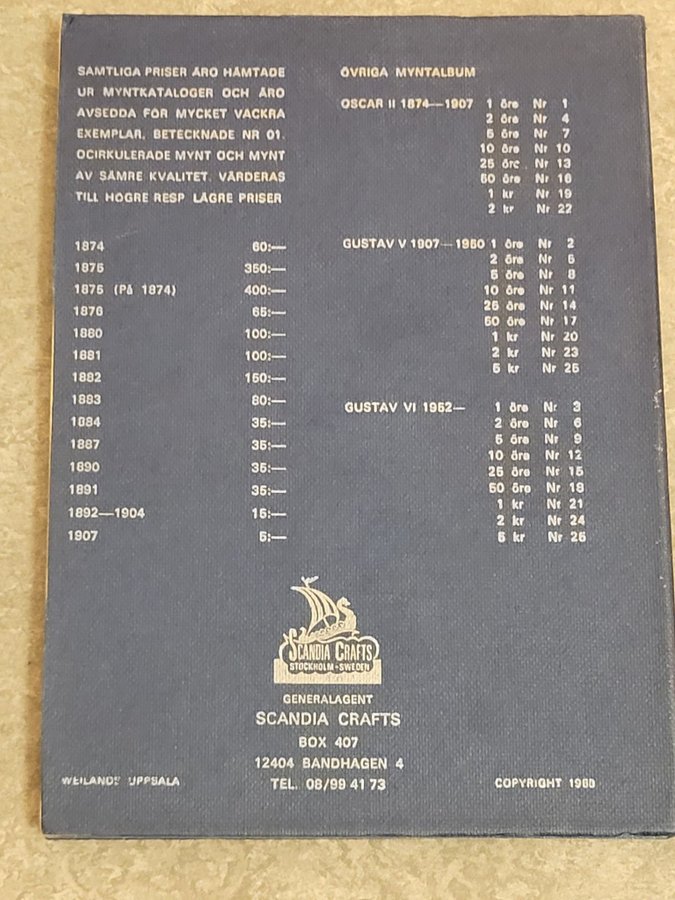 SAMTLIGA PRISER ÄRO HÄMTADE
UR MYNTKATALOGER OCH ÄRO
AVSEDDA FÖR MYCKET VACKRA
EXEMPLAR, BETECKNADE NR 01.
OCIRKULERADE MYNT OCH MYNT
AV SÄMRE KVALITET VÄRDERAS
TILL HÖGRE RESP LÄGRE PRISER
1874 60:—
1875 350:—
1875 (På 1874) 400:—
1876 65:—
1880 100:—
1881 100:—
1882 150:—
1883 80:—
1884 35:—
1887 35:—
1890 35:—
1891 35:—
1892—1904 15:—
1907 5:—
ÖVRIGA MYNTALBUM
OSCAR II 1874—1907 1 öre Nr 1
2 öre Nr 4
5 öre Nr 7
10 öre Nr 10
25 öre Nr 13
50 öre Nr 16
1 kr Nr 19
2 kr Nr 22
GUSTAV V 1907—1950 1 öre Nr 2
2 öre Nr 5
5 öre Nr 8
10 öre Nr 11
25 öre Nr 14
50 öre Nr 17
1 kr Nr 20
2 kr Nr 23
5 kr Nr 25
GUSTAV VI 1952— 1 öre Nr 3
2 öre Nr 6
5 öre Nr 9
10 öre Nr 12
25 öre Nr 15
50 öre Nr 18
1 kr Nr 21
2 kr Nr 24
5 kr Nr 26
SCANDIA CRAFTS
STOCKHOLM-SWEDEN
GENERALAGENT
SCANDIA CRAFTS
BOX 407
12404 BANDHAGEN 4
TEL. 08/99 41 73
WEILANDS UPPSALA
COPYRIGHT 1968